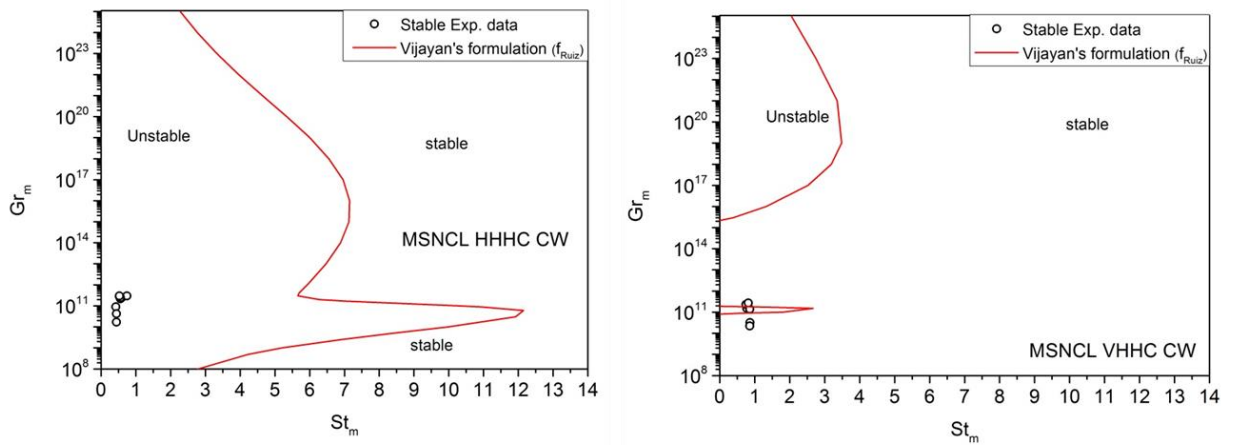 Stable Exp. data
Vijayan's formulation (f_Ruiz)
10^23
10^20
10^17
10^14
10^11
10^8
Gr_m
Unstable
stable
MSNCL HHHC CW
stable
0 1 2 3 4 5 6 7 8 9 10 11 12 13 14
St_m
Stable Exp. data
Vijayan's formulation (f_Ruiz)
10^23
10^20
10^17
10^14
10^11
10^8
Gr_m
Unstable
stable
MSNCL VHHC CW
0 1 2 3 4 5 6 7 8 9 10 11 12 13 14
St_m